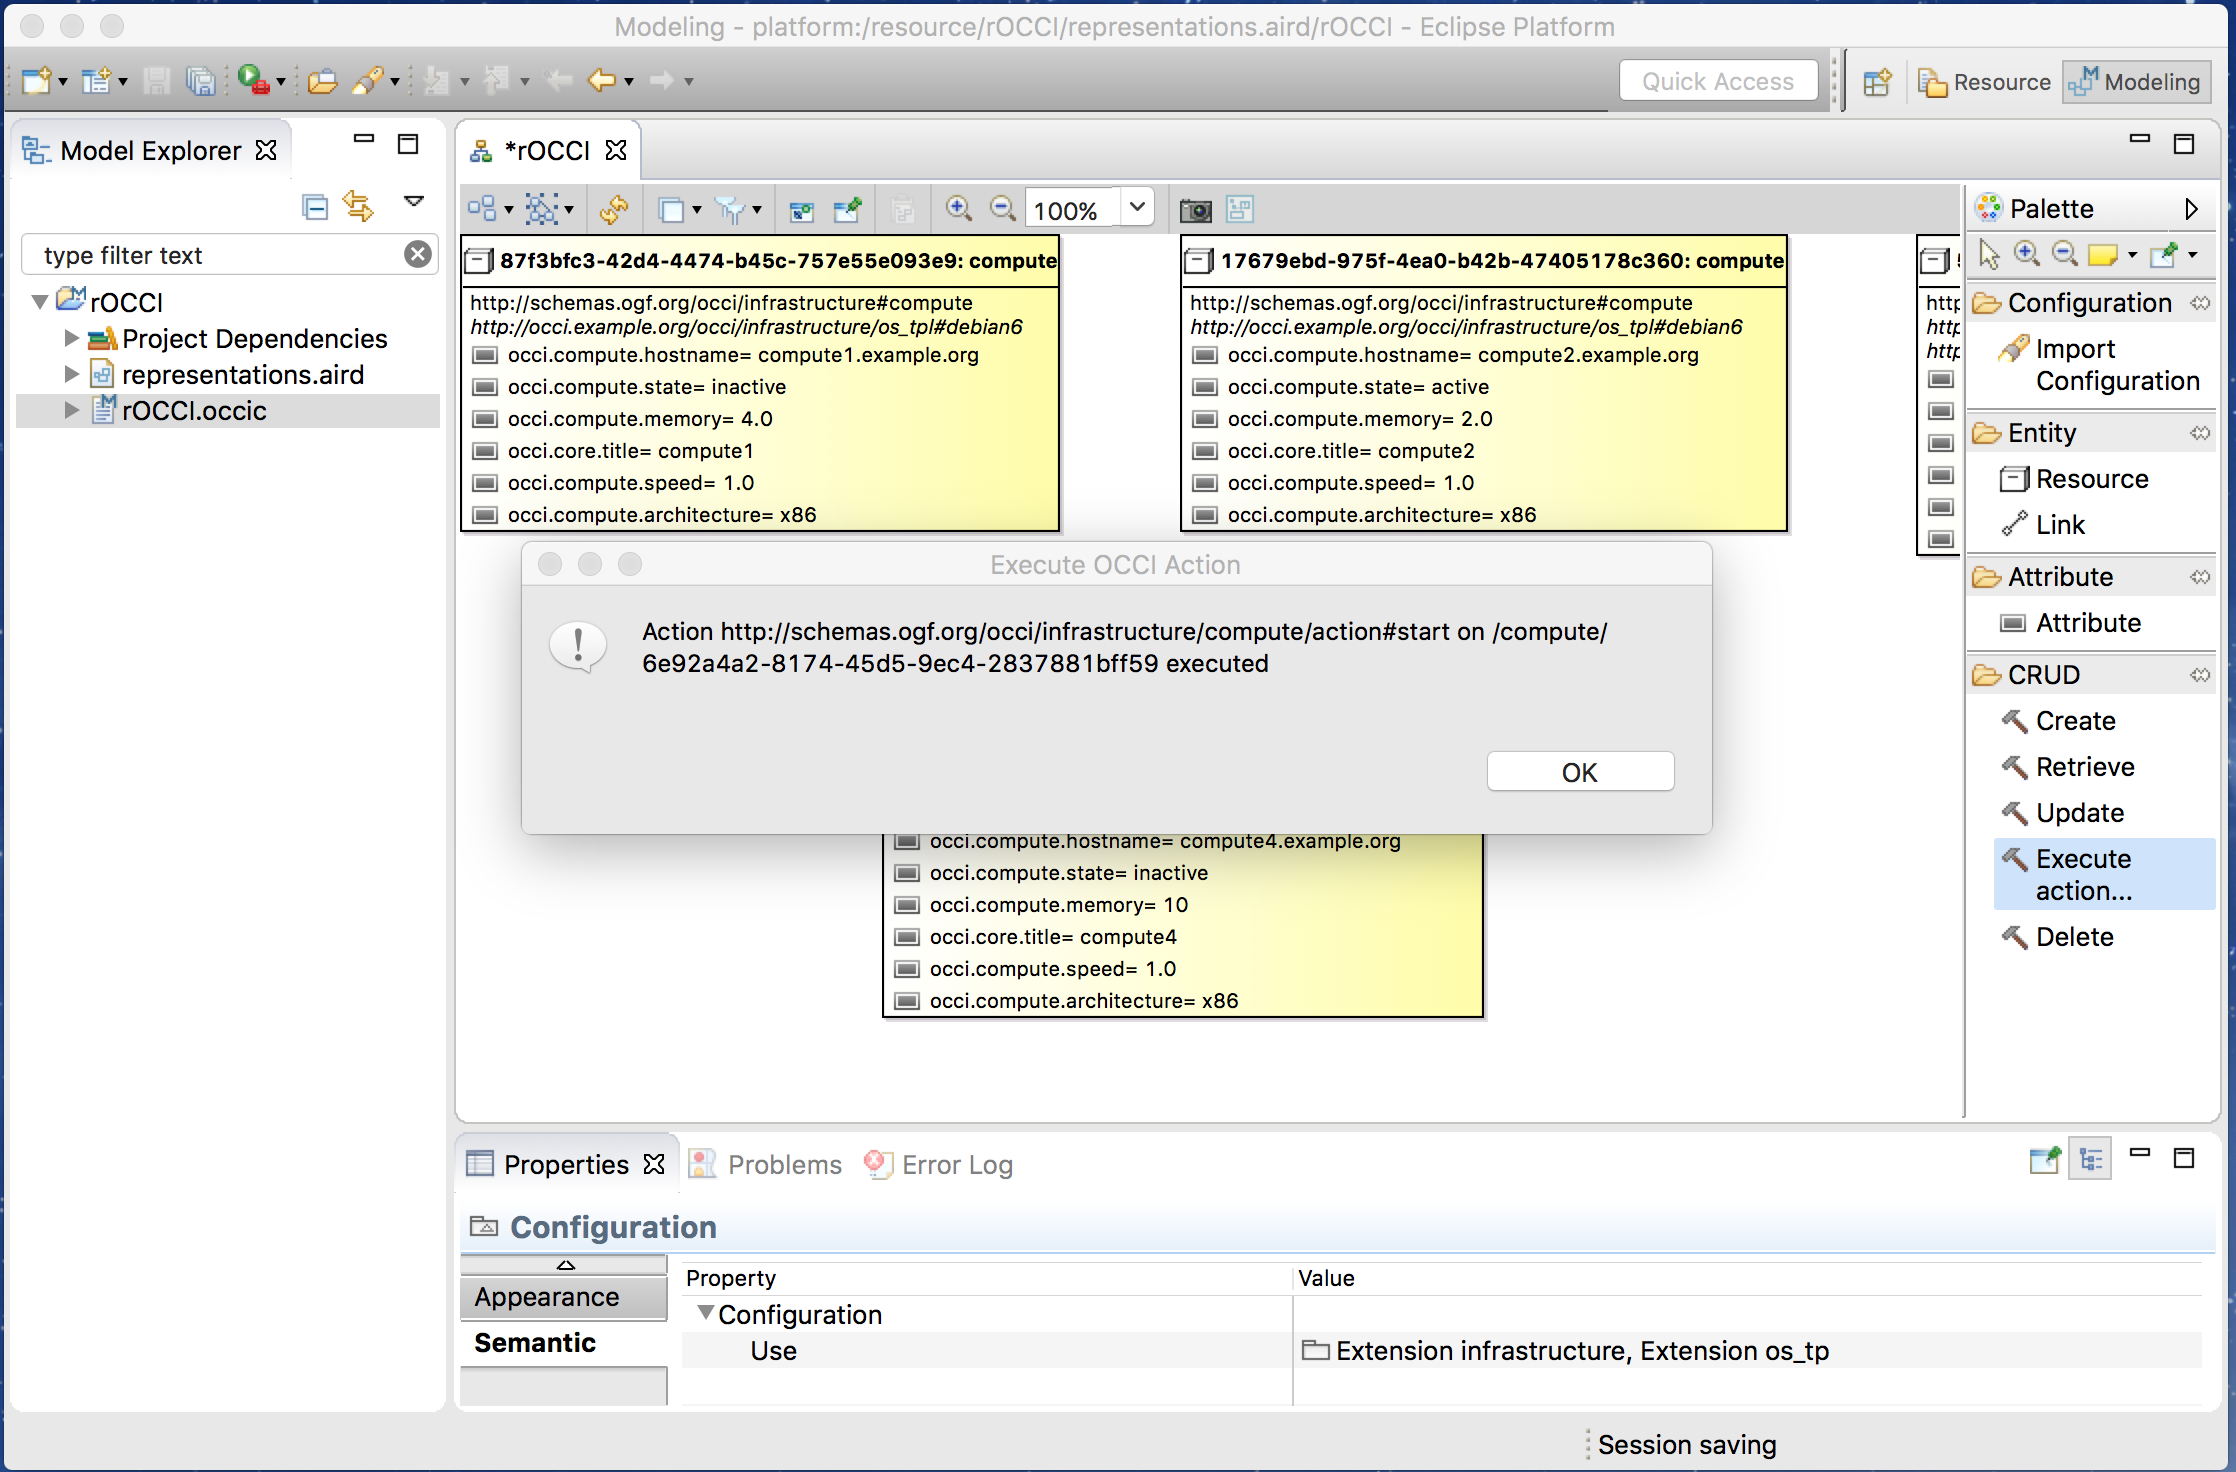 Modeling - platform:/resource/rOCCI/representations.aird/rOCCI - Eclipse Platform
Quick Access
Resource
Modeling
Model Explorer
type filter text
rOCCI
Project Dependencies
representations.aird
rOCCI.occic
*rOCCI
100%
87f3bfc3-42d4-4474-b45c-757e55e093e9: compute
http://schemas.ogf.org/occi/infrastructure#compute
http://occi.example.org/occi/infrastructure/os_tpl#debian6
occi.compute.hostname= compute1.example.org
occi.compute.state= inactive
occi.compute.memory= 4.0
occi.core.title= compute1
occi.compute.speed= 1.0
occi.compute.architecture= x86
17679ebd-975f-4ea0-b42b-47405178c360: compute
http://schemas.ogf.org/occi/infrastructure#compute
http://occi.example.org/occi/infrastructure/os_tpl#debian6
occi.compute.hostname= compute2.example.org
occi.compute.state= active
occi.compute.memory= 2.0
occi.core.title= compute2
occi.compute.speed= 1.0
occi.compute.architecture= x86
http
http
http
Execute OCCI Action
Action http://schemas.ogf.org/occi/infrastructure/compute/action#start on /compute/
6e92a4a2-8174-45d5-9ec4-2837881bff59 executed
OK
occi.compute.hostname= compute4.example.org
occi.compute.state= inactive
occi.compute.memory= 10
occi.core.title= compute4
occi.compute.speed= 1.0
occi.compute.architecture= x86
Palette
Configuration
Import
Configuration
Entity
Resource
Link
Attribute
Attribute
CRUD
Create
Retrieve
Update
Execute
action...
Delete
Properties
Problems
Error Log
Configuration
Appearance
Semantic
Property
Value
Configuration
Use
Extension infrastructure, Extension os_tp
Session saving